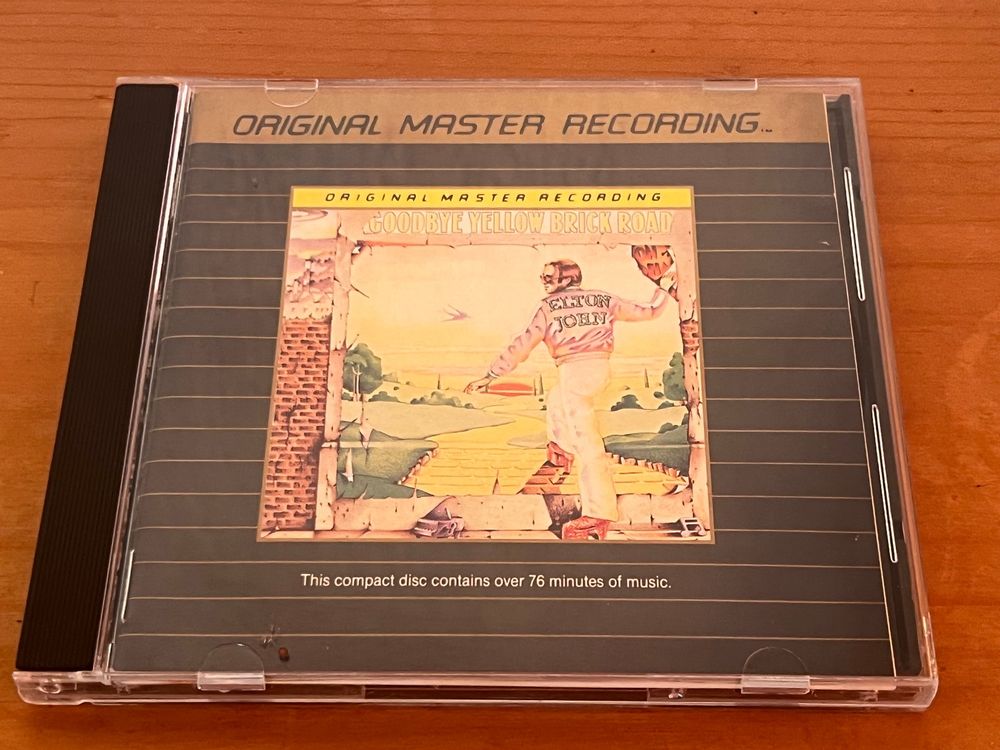 ORIGINAL MASTER RECORDING™
ORIGINAL MASTER RECORDING
GOODBYE YELLOW BRICK ROAD
ELTON
JOHN
This compact disc contains over 76 minutes of music.